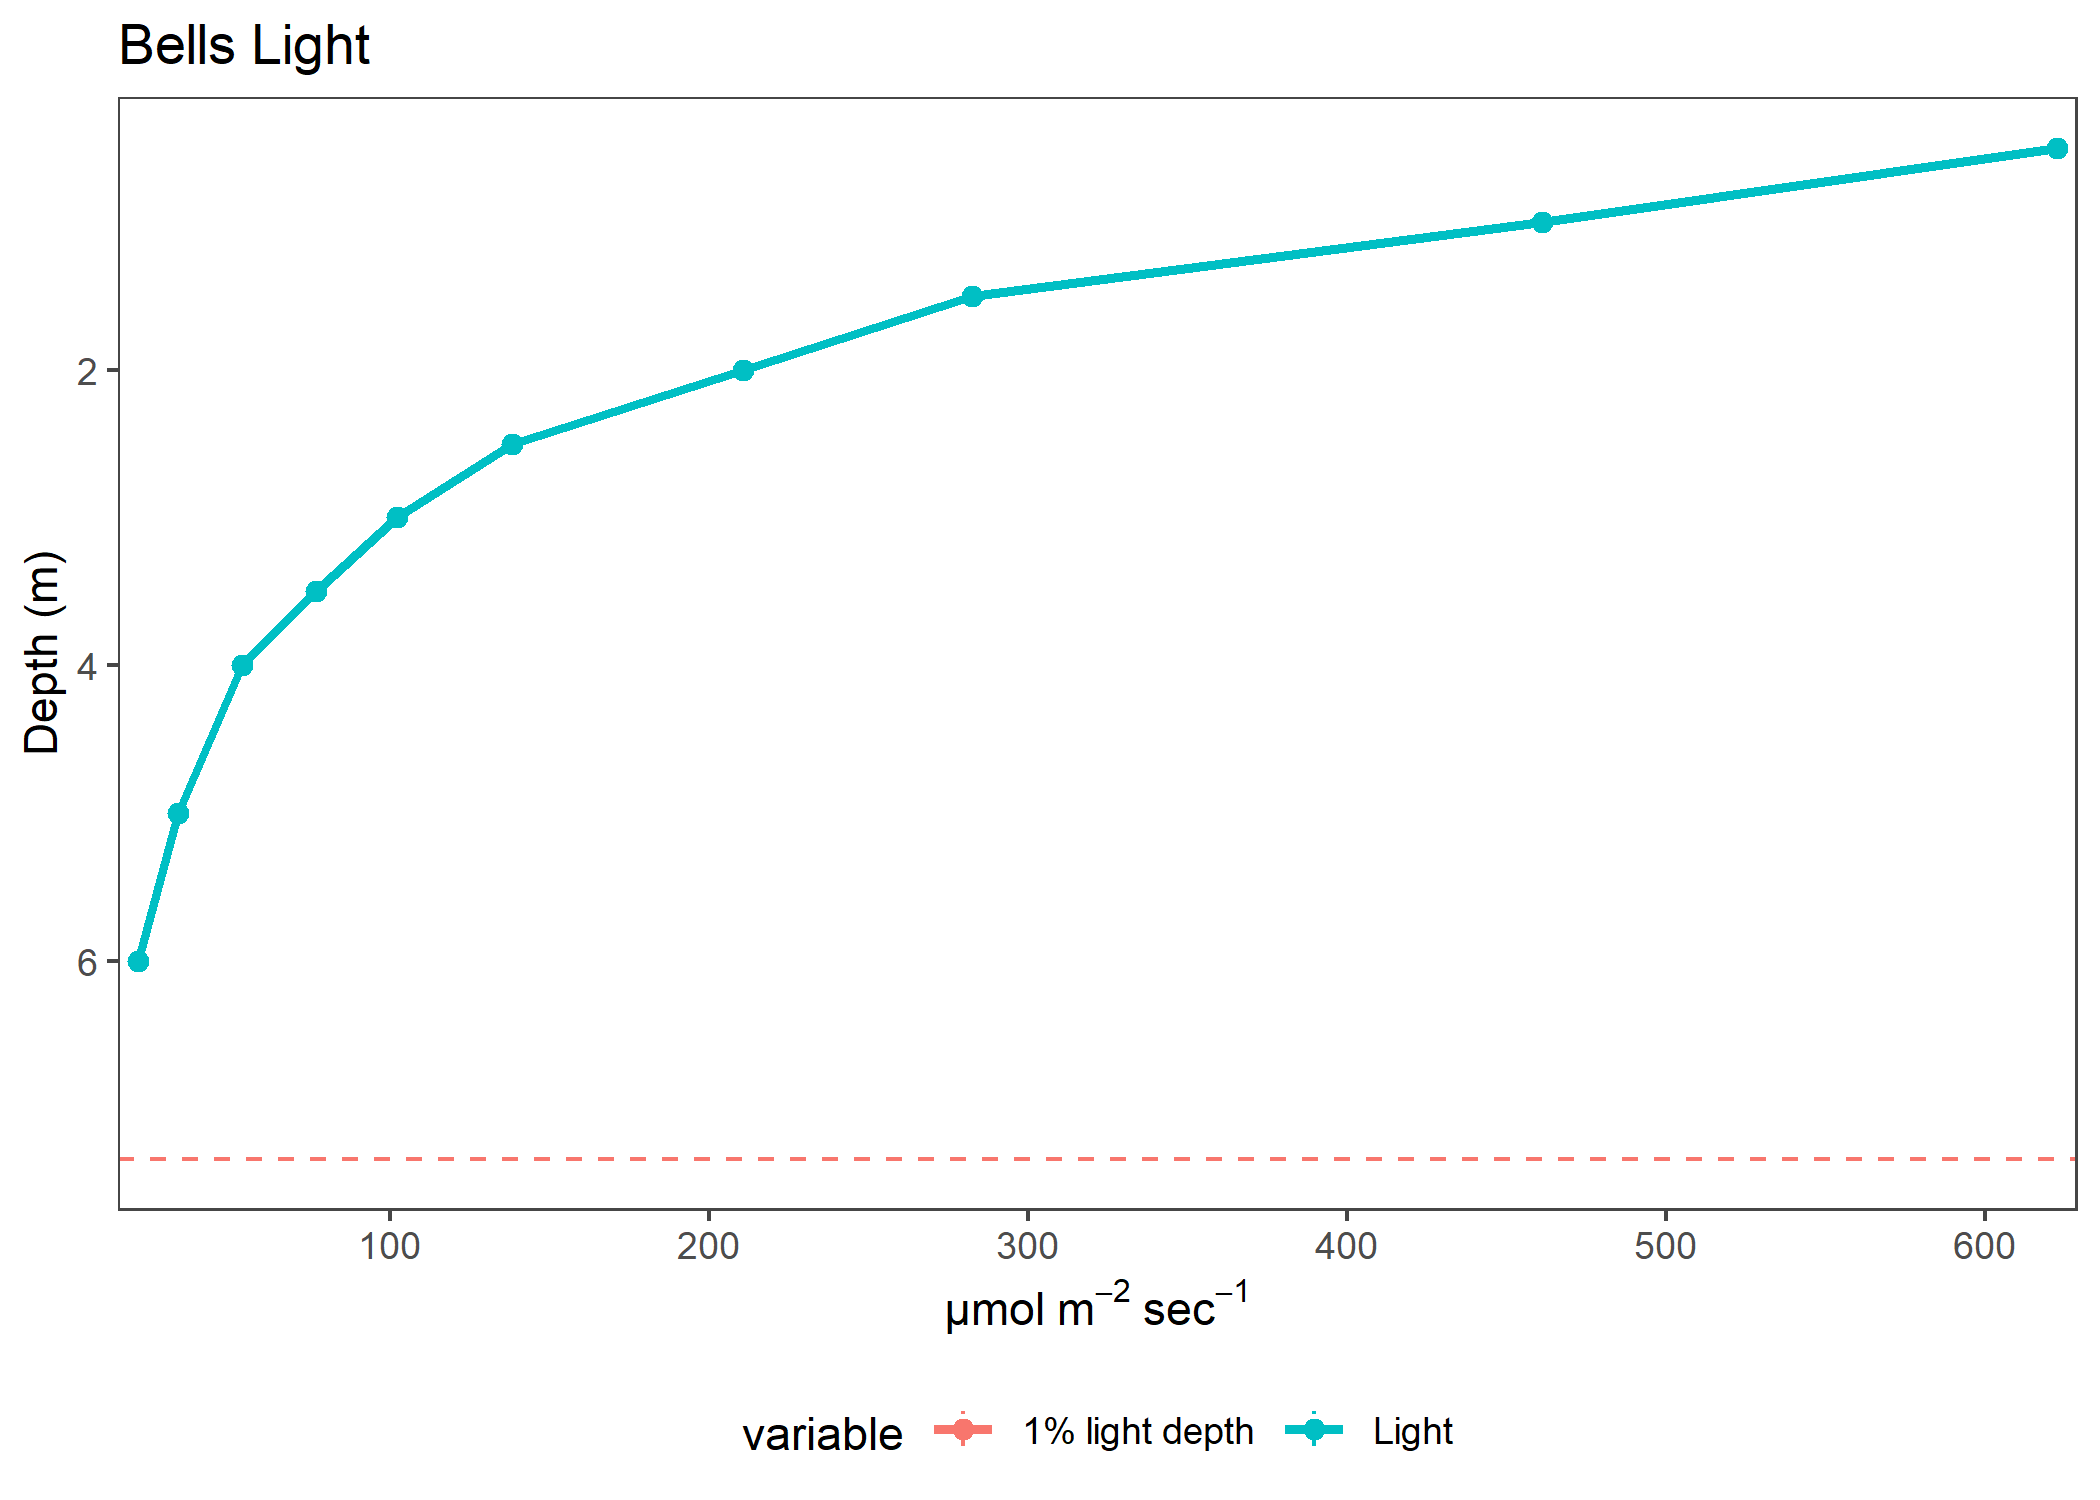 Bells Light
2
4
6
Depth (m)
100 200 300 400 500 600
µmol m⁻² sec⁻¹
variable 1% light depth Light